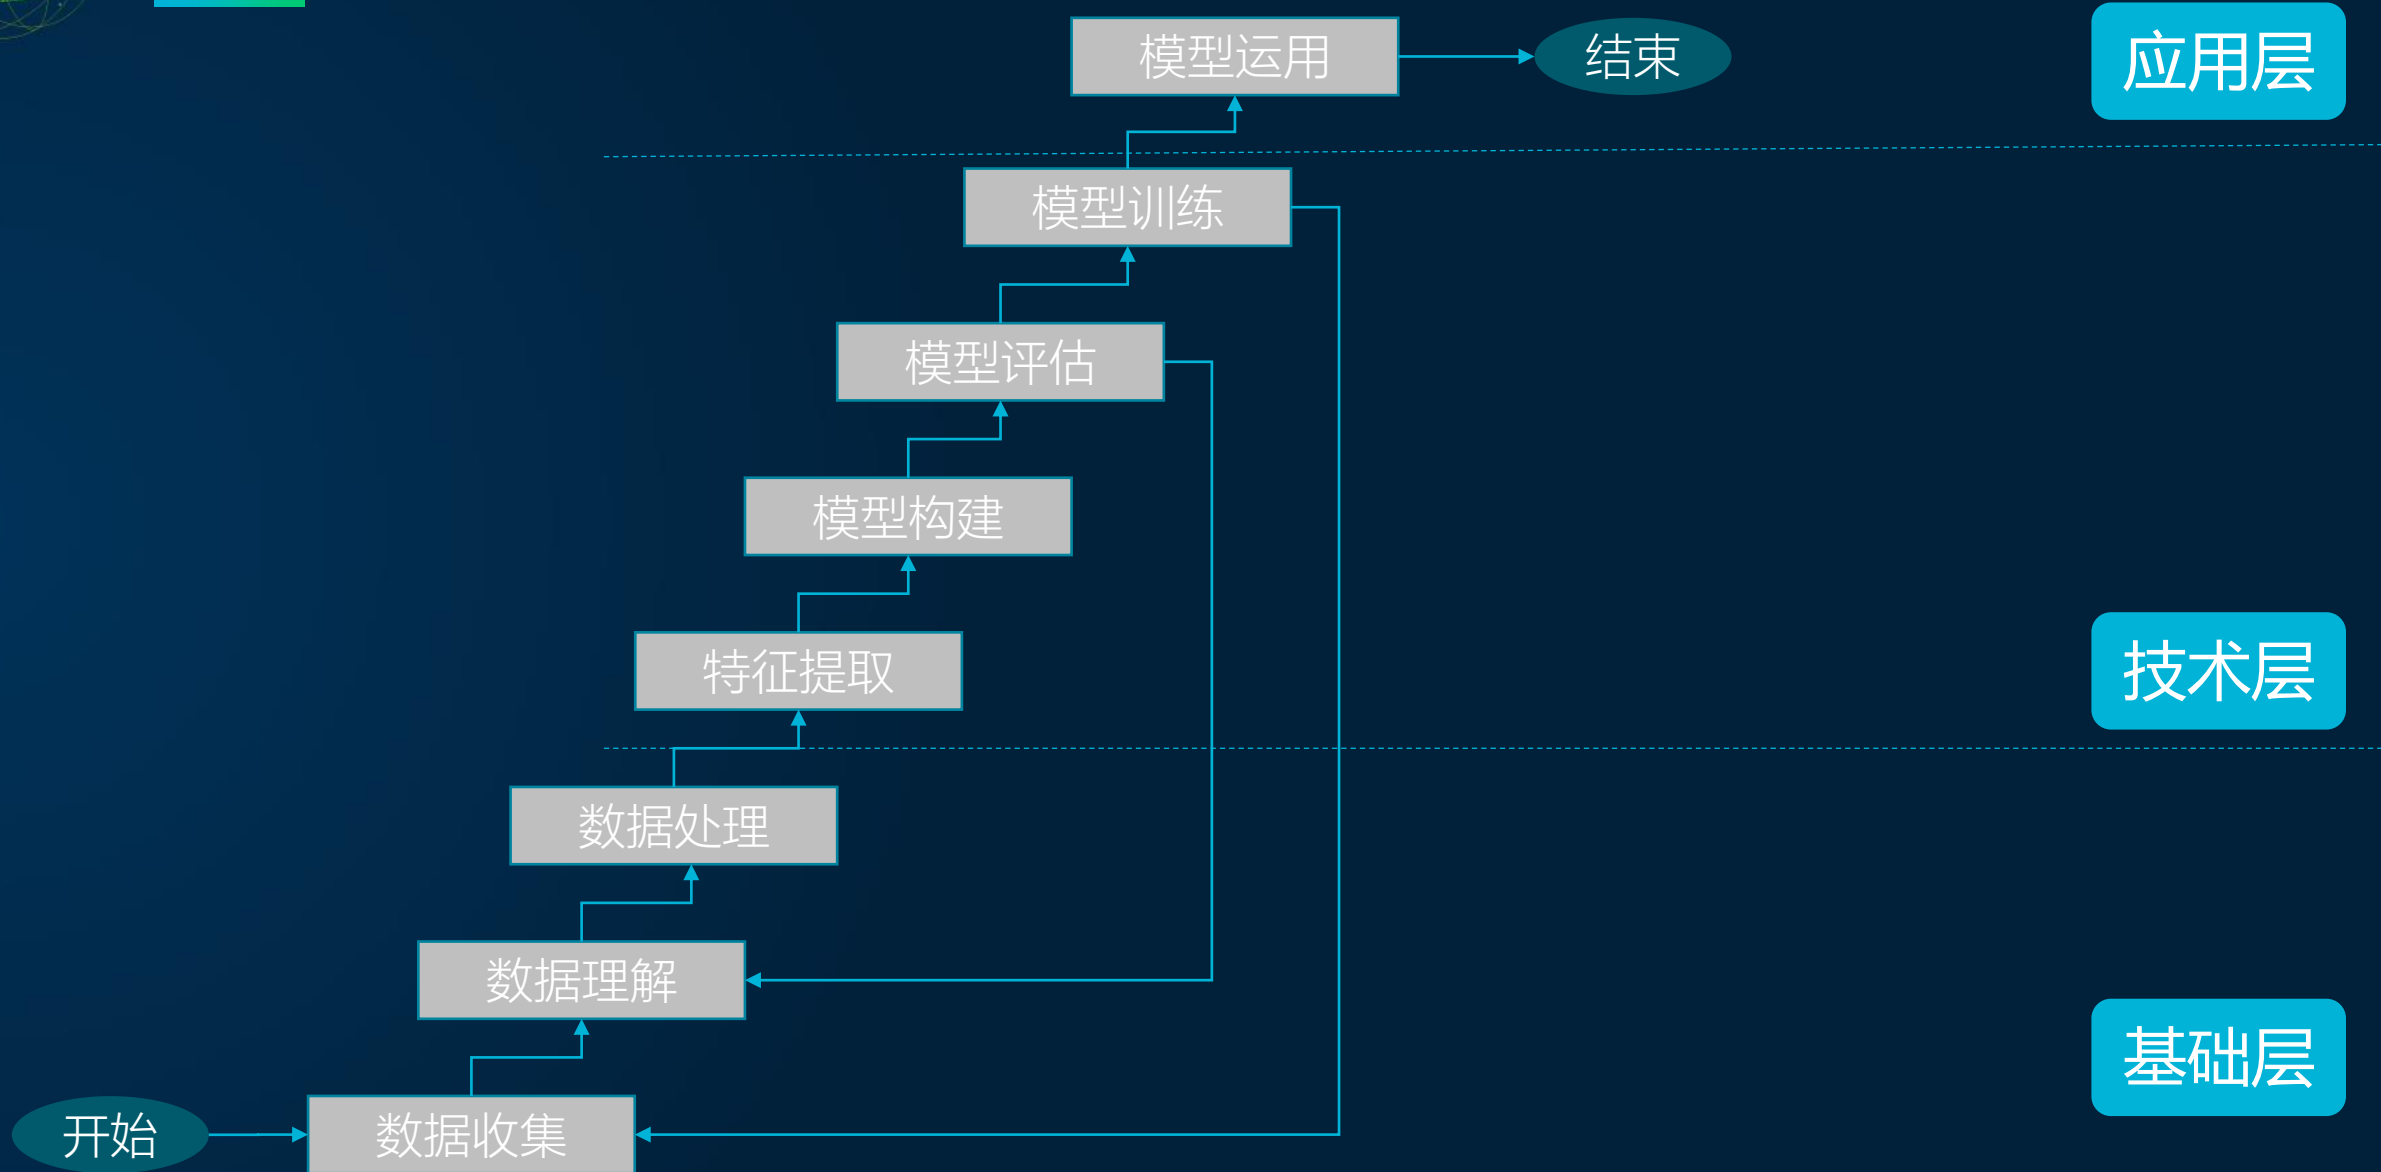 模型运用
结束
应用层
模型训练
模型评估
模型构建
特征提取
技术层
数据处理
数据理解
基础层
开始
数据收集